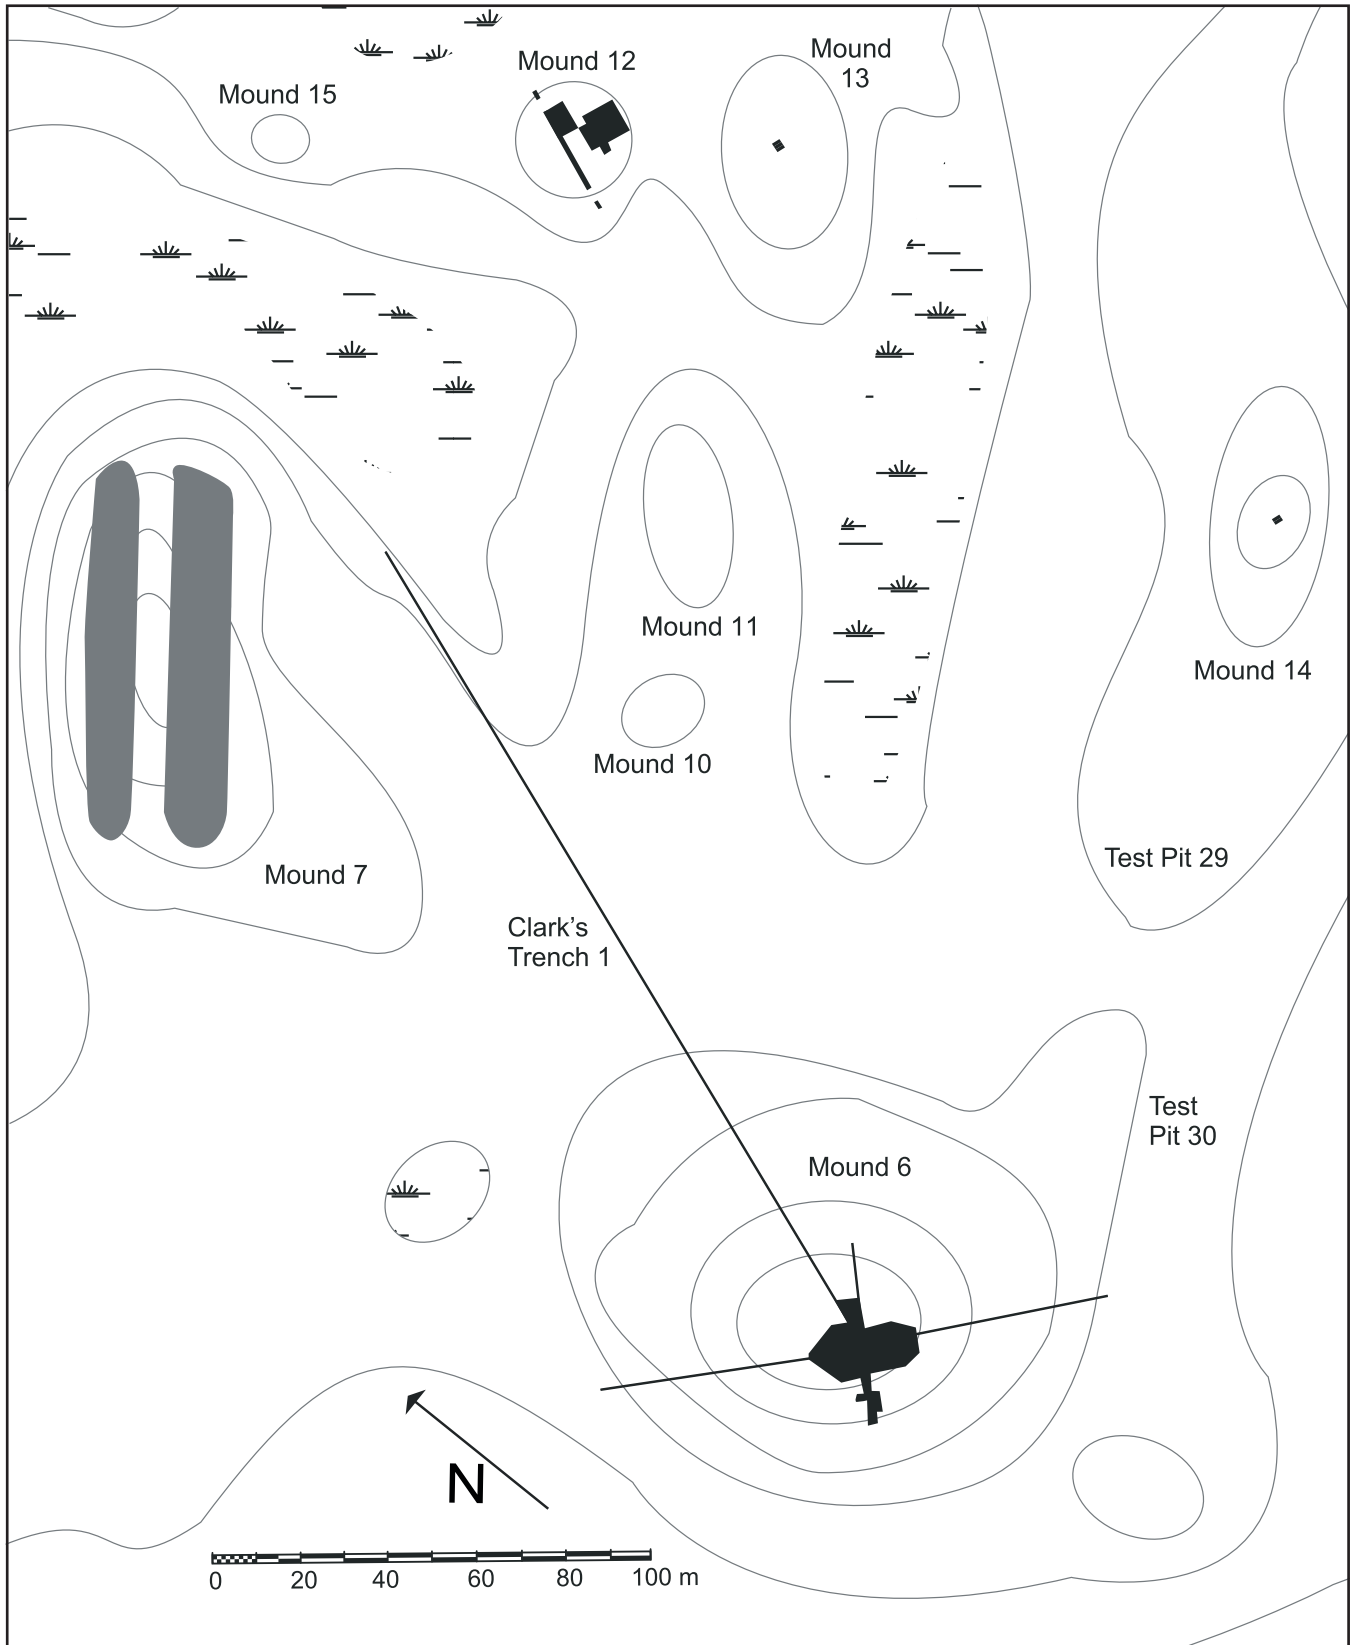 Mound
13
Mound 12
Mound 15
Mound 11
Mound 14
Mound 10
Test Pit 29
Mound 7
Clark’s
Trench 1
Test
Pit 30
Mound 6
N
0 20 40 60 80 100 m